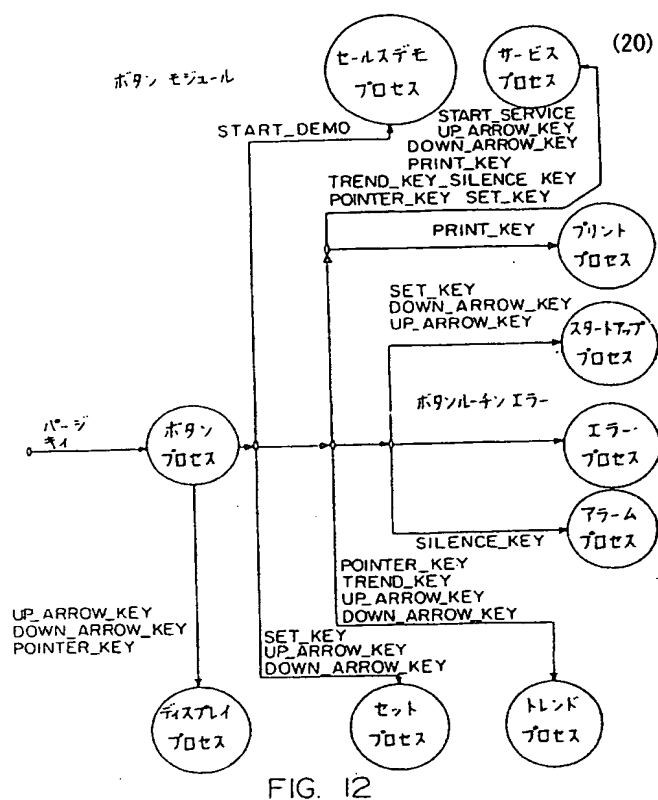 (20)
ボタン モジュール
セールスデモ
プロセス
サービス
プロセス
START_DEMO
START_SERVICE
UP_ARROW_KEY
DOWN_ARROW_KEY
PRINT_KEY
TREND_KEY_SILENCE KEY
POINTER_KEY SET_KEY
PRINT_KEY
プリント
プロセス
SET_KEY
DOWN_ARROW_KEY
UP_ARROW_KEY
スタートアップ
プロセス
パージ
キィ
ボタン
プロセス
ボタンルーチン エラー
エラー
プロセス
アラーム
プロセス
SILENCE_KEY
POINTER_KEY
TREND_KEY
UP_ARROW_KEY
DOWN_ARROW_KEY
UP_ARROW_KEY
DOWN_ARROW_KEY
POINTER_KEY
SET_KEY
UP_ARROW_KEY
DOWN_ARROW_KEY
ディスプレイ
プロセス
セット
プロセス
トレンド
プロセス
FIG. 12